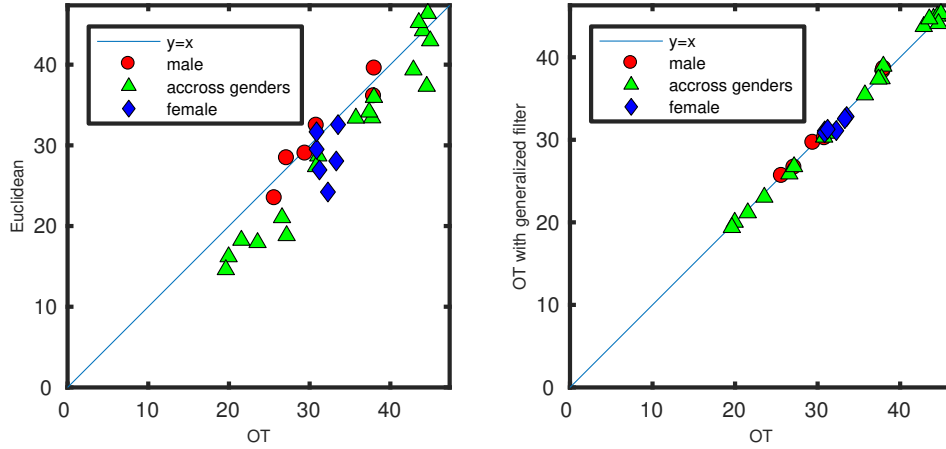 y=x
male
accross genders
female
40
30
20
10
0
0 10 20 30 40
Euclidean
OT
y=x
male
accross genders
female
40
30
20
10
0
0 10 20 30 40
OT with generalized filter
OT